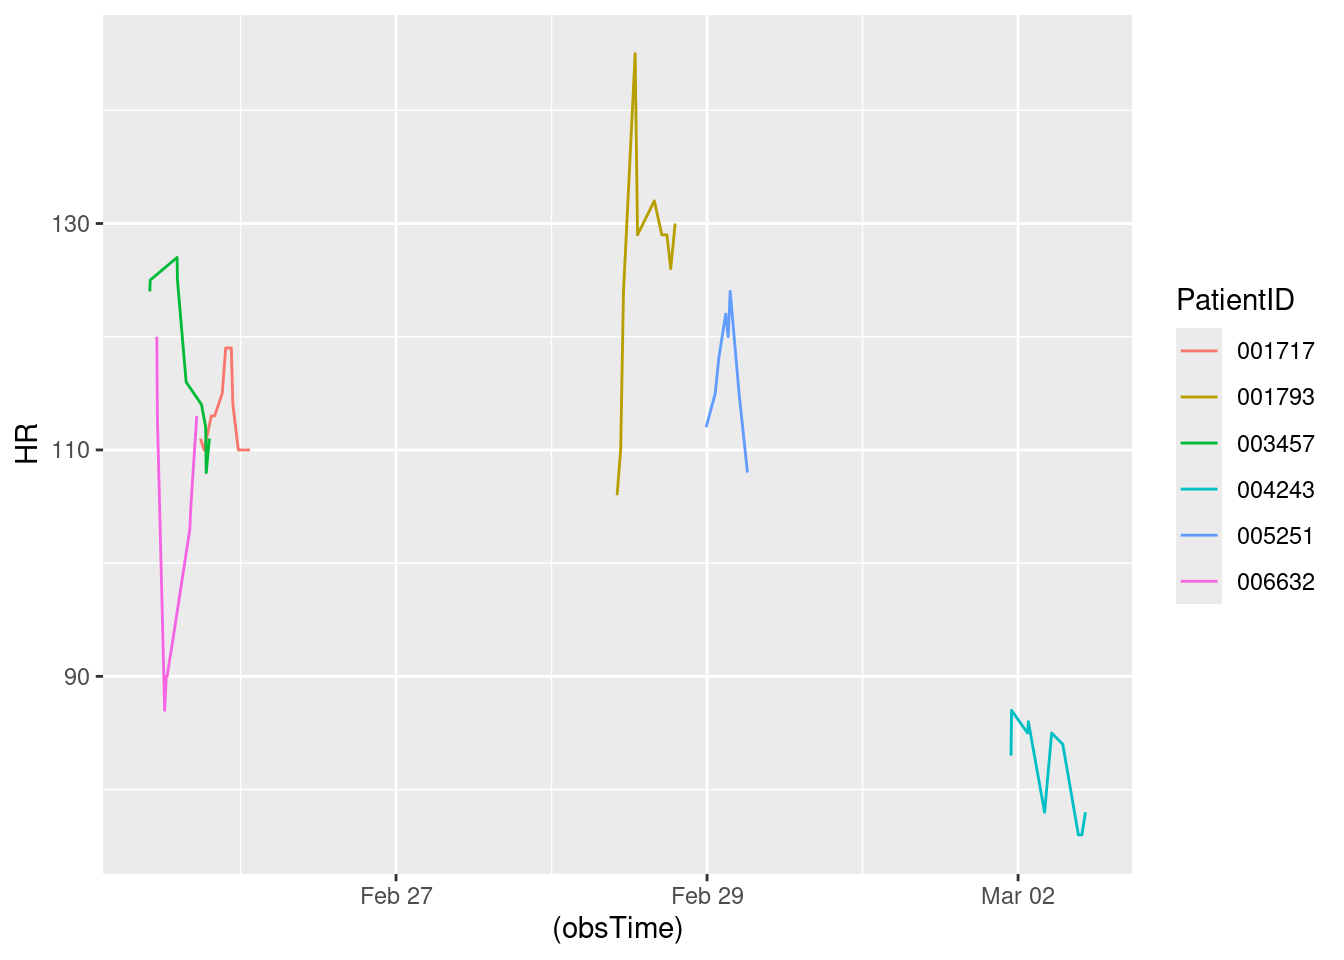 HR
130
110
90
Feb 27
Feb 29
Mar 02
(obsTime)
PatientID
001717
001793
003457
004243
005251
006632